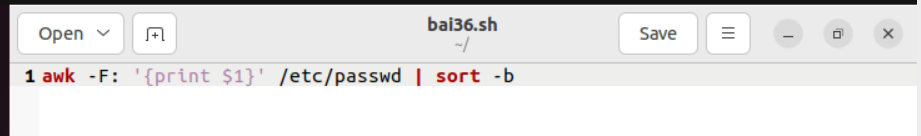 Open
bai36.sh
~/
Save
1 awk -F: '{print $1}' /etc/passwd | sort -b